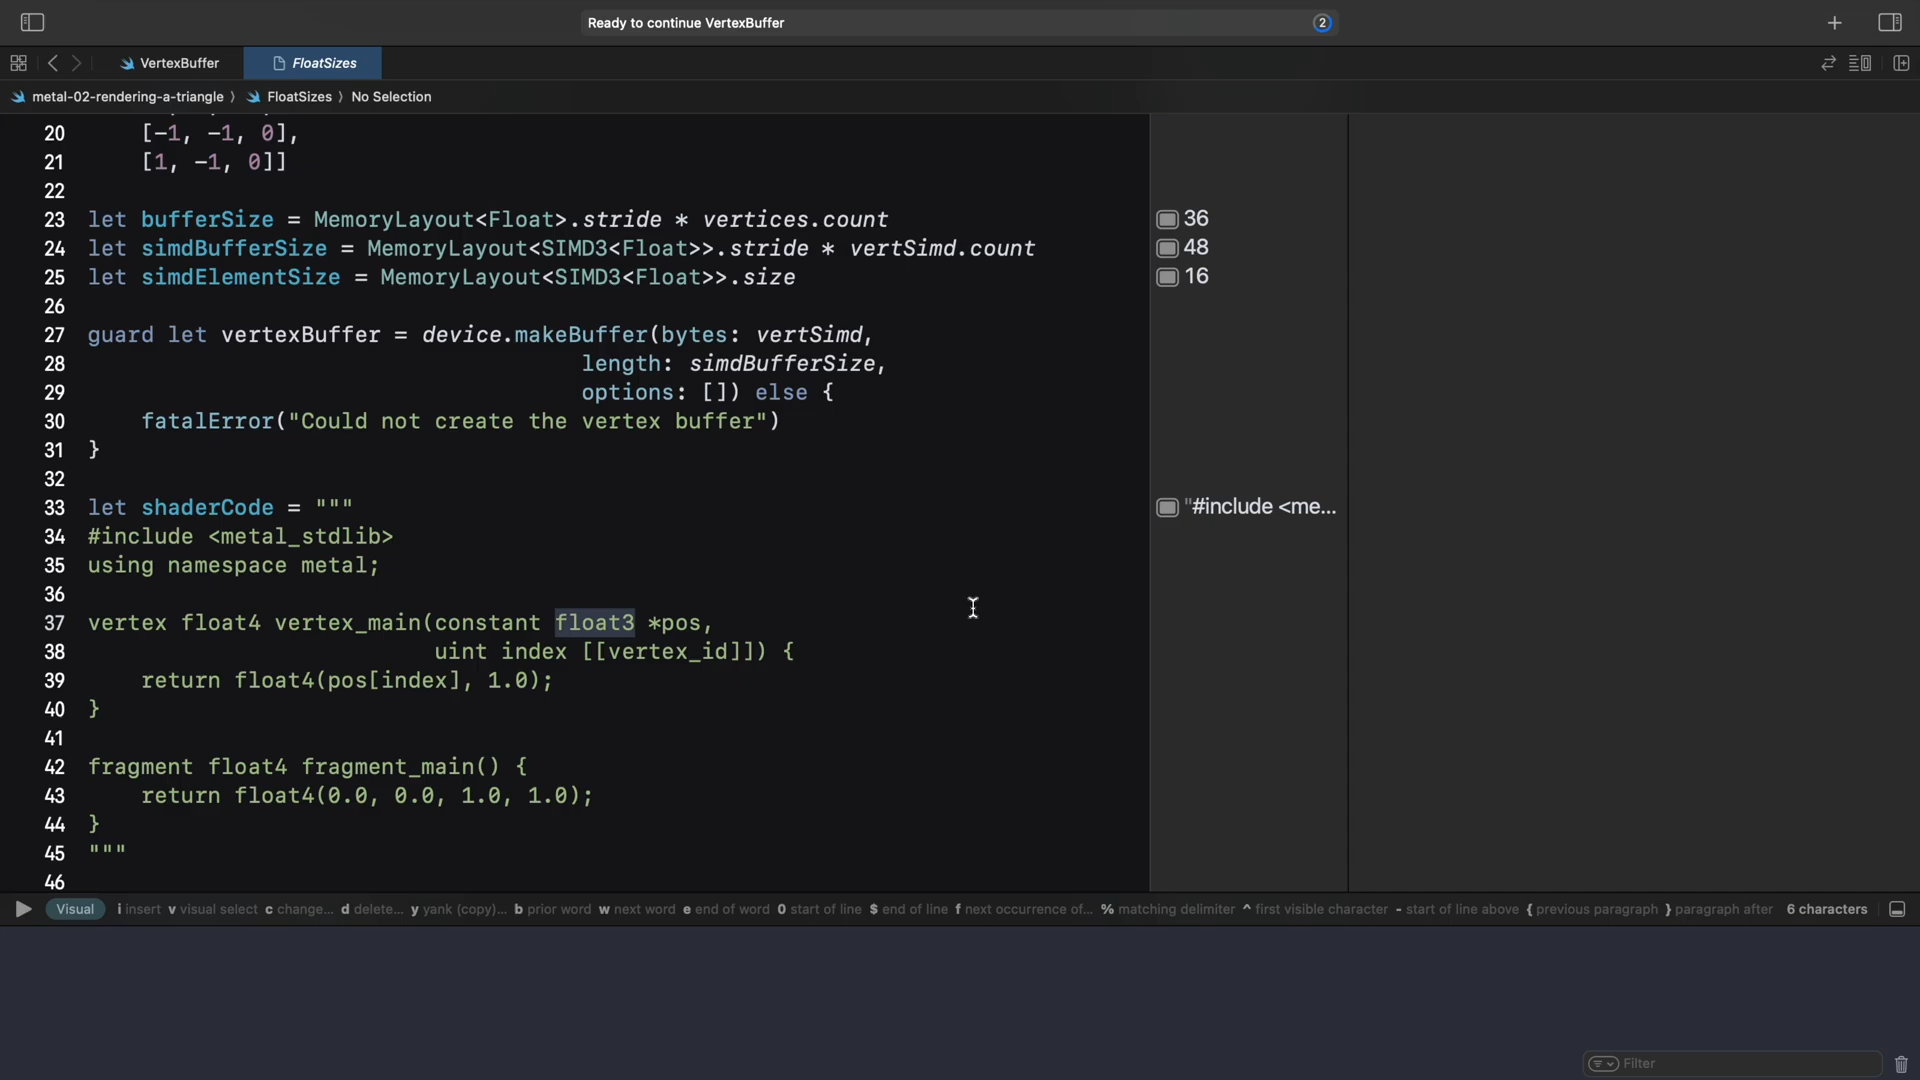 Ready to continue VertexBuffer
2
VertexBuffer
FloatSizes
metal-02-rendering-a-triangle 〉 FloatSizes 〉 No Selection
20 [-1, -1, 0],
21 [1, -1, 0]]
22
23 let bufferSize = MemoryLayout<Float>.stride * vertices.count
36
24 let simdBufferSize = MemoryLayout<SIMD3<Float>>.stride * vertSimd.count
48
25 let simdElementSize = MemoryLayout<SIMD3<Float>>.size
16
26
27 guard let vertexBuffer = device.makeBuffer(bytes: vertSimd,
28 length: simdBufferSize,
29 options: []) else {
30 fatalError("Could not create the vertex buffer")
31 }
32
33 let shaderCode = """
"#include <me...
34 #include <metal_stdlib>
35 using namespace metal;
36
37 vertex float4 vertex_main(constant float3 *pos,
38 uint index [[vertex_id]]) {
39 return float4(pos[index], 1.0);
40 }
41
42 fragment float4 fragment_main() {
43 return float4(0.0, 0.0, 1.0, 1.0);
44 }
45 """
46
Visual i insert v visual select c change... d delete... y yank (copy)... b prior word w next word e end of word 0 start of line $ end of line f next occurrence of... % matching delimiter ^ first visible character - start of line above { previous paragraph } paragraph after 6 characters
Filter